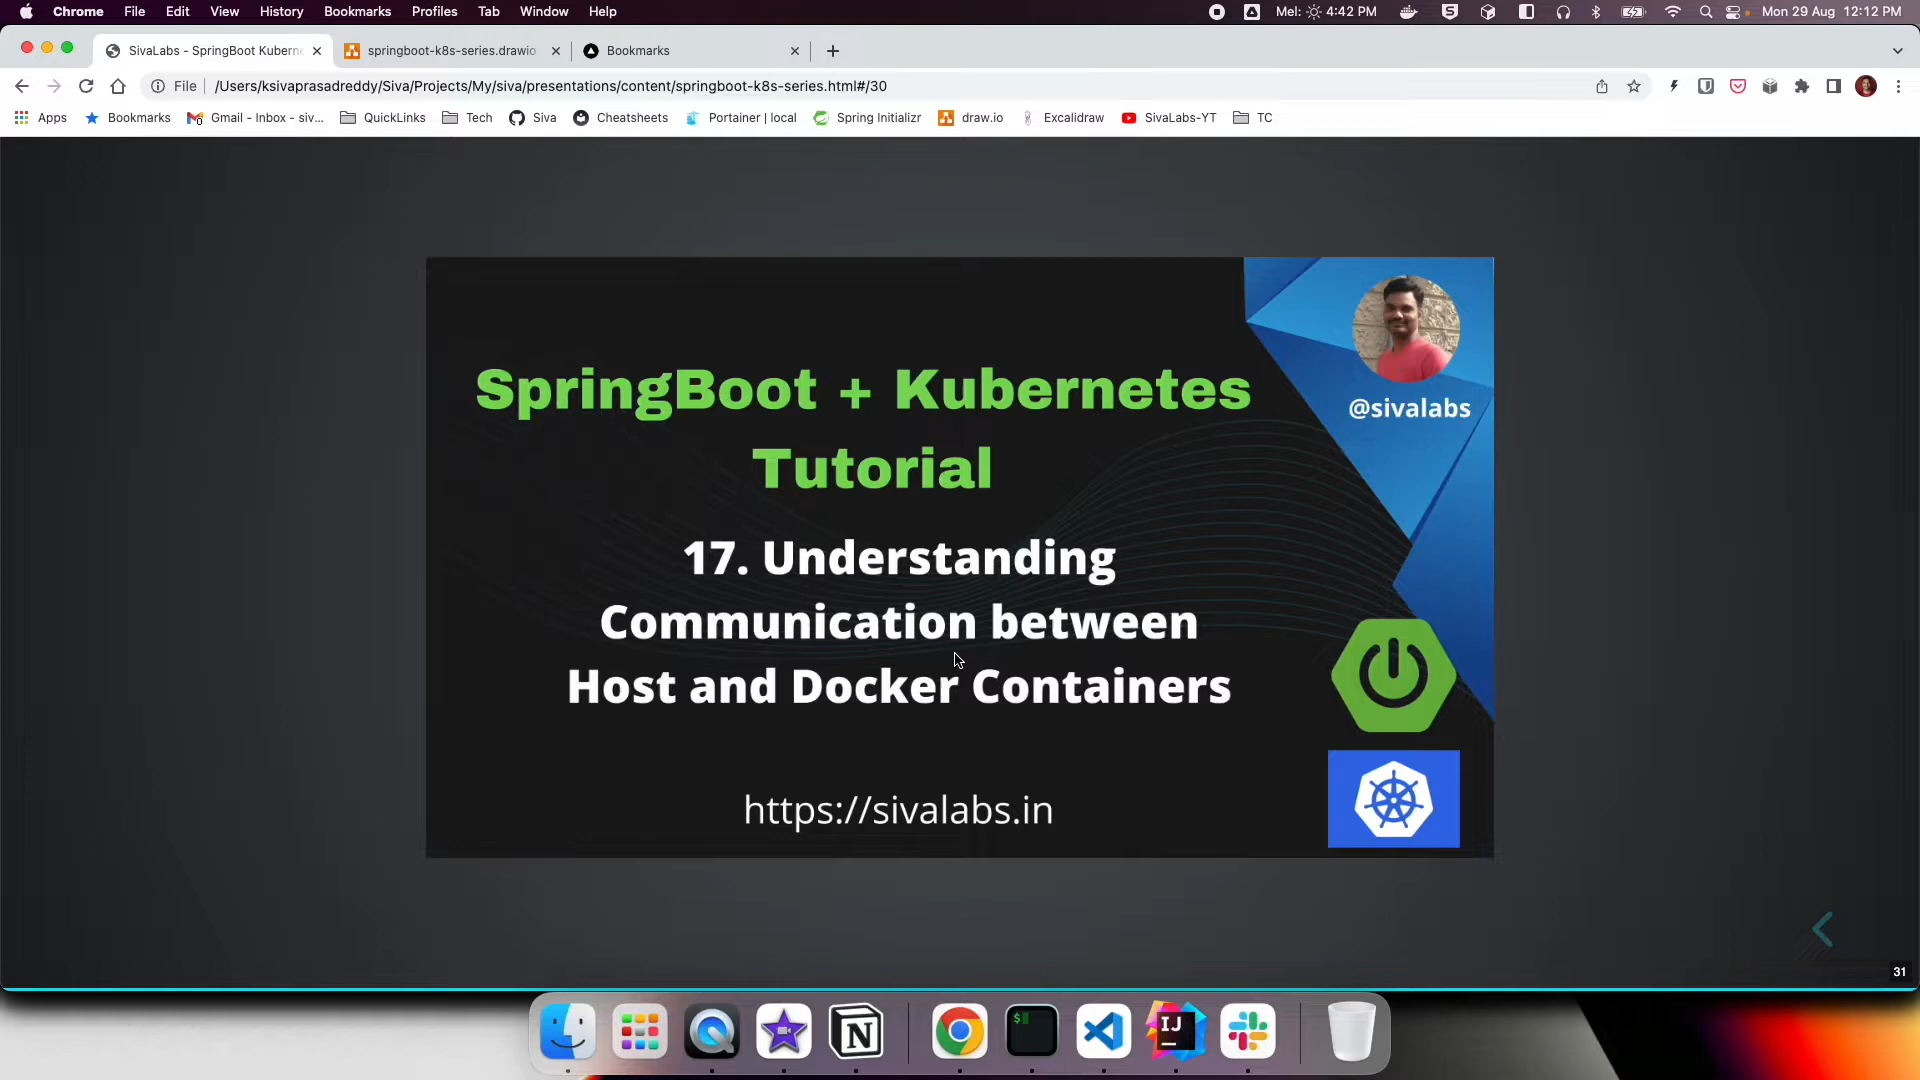 Chrome File Edit View History Bookmarks Profiles Tab Window Help Mel: 4:42 PM Mon 29 Aug 12:12 PM
SivaLabs - SpringBoot Kuberne springboot-k8s-series.drawio Bookmarks
File /Users/ksivaprasadreddy/Siva/Projects/My/siva/presentations/content/springboot-k8s-series.html#/30
Apps Bookmarks Gmail - Inbox - siv... QuickLinks Tech Siva Cheatsheets Portainer | local Spring Initializr draw.io Excalidraw SivaLabs-YT TC
SpringBoot + Kubernetes
Tutorial
@sivalabs
17. Understanding
Communication between
Host and Docker Containers
https://sivalabs.in
31